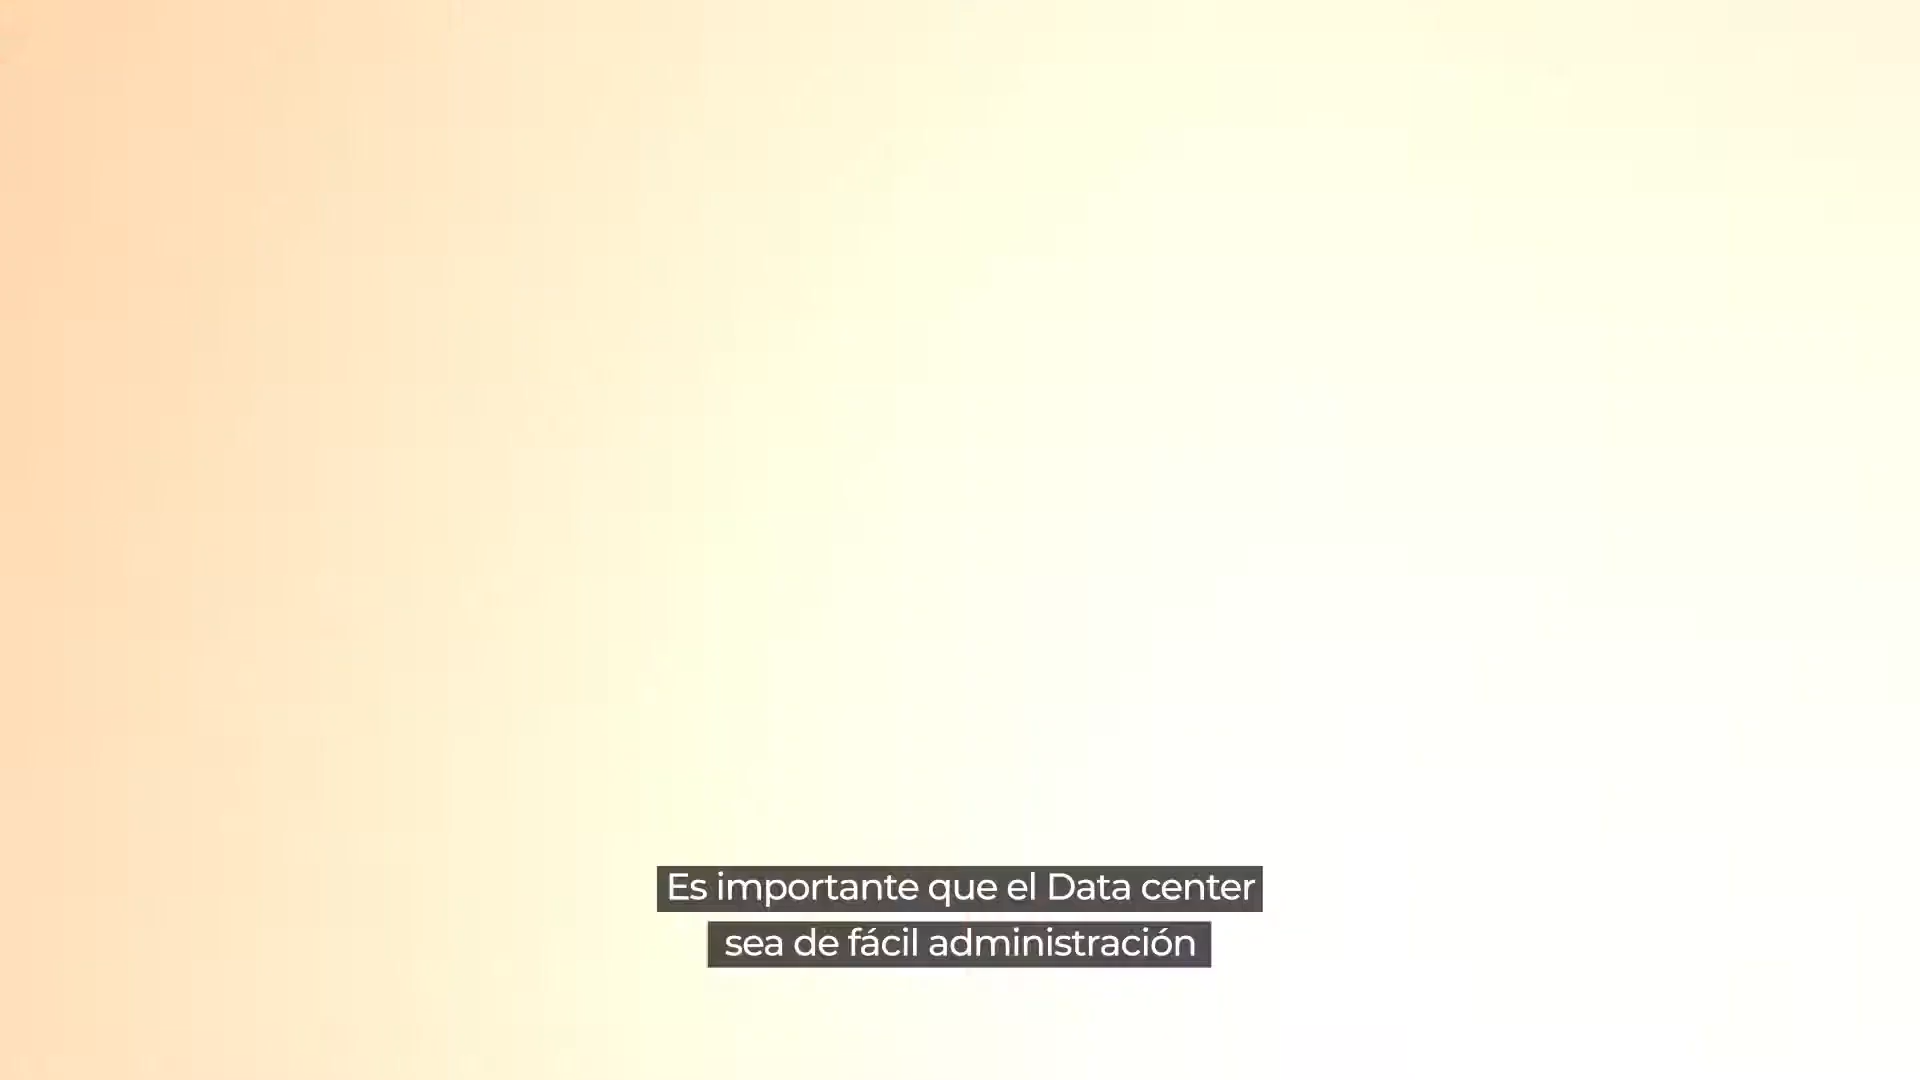 Es importante que el Data center
sea de fácil administración